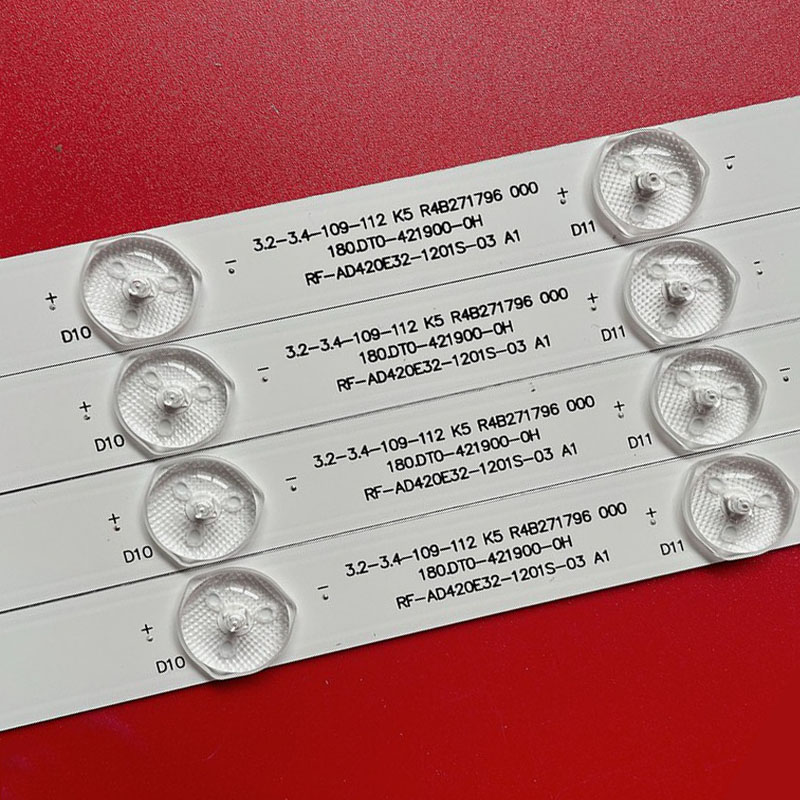 3.2-3.4-109-112 K5 R4B271796 000
180.DT0-421900-0H
RF-AD420E32-1201S-03 A1
+ D10 -
+ D11 -
3.2-3.4-109-112 K5 R4B271796 000
180.DT0-421900-0H
RF-AD420E32-1201S-03 A1
+ D10 -
+ D11 -
3.2-3.4-109-112 K5 R4B271796 000
180.DT0-421900-0H
RF-AD420E32-1201S-03 A1
+ D10 -
+ D11 -
3.2-3.4-109-112 K5 R4B271796 000
180.DT0-421900-0H
RF-AD420E32-1201S-03 A1
+ D10 -
+ D11